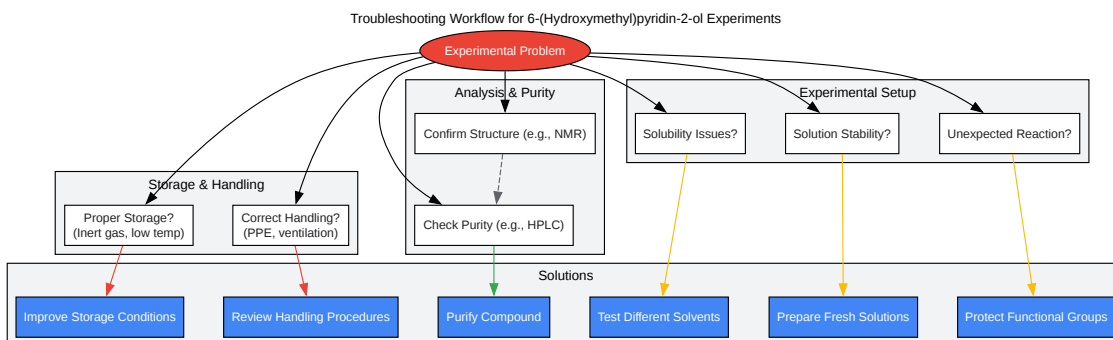 Troubleshooting Workflow for 6-(Hydroxymethyl)pyridin-2-ol Experiments
Experimental Problem
Analysis & Purity
Experimental Setup
Confirm Structure (e.g., NMR)
Solubility Issues?
Solution Stability?
Unexpected Reaction?
Storage & Handling
Proper Storage?
(Inert gas, low temp)
Correct Handling?
(PPE, ventilation)
Check Purity (e.g., HPLC)
Solutions
Improve Storage Conditions
Review Handling Procedures
Purify Compound
Test Different Solvents
Prepare Fresh Solutions
Protect Functional Groups